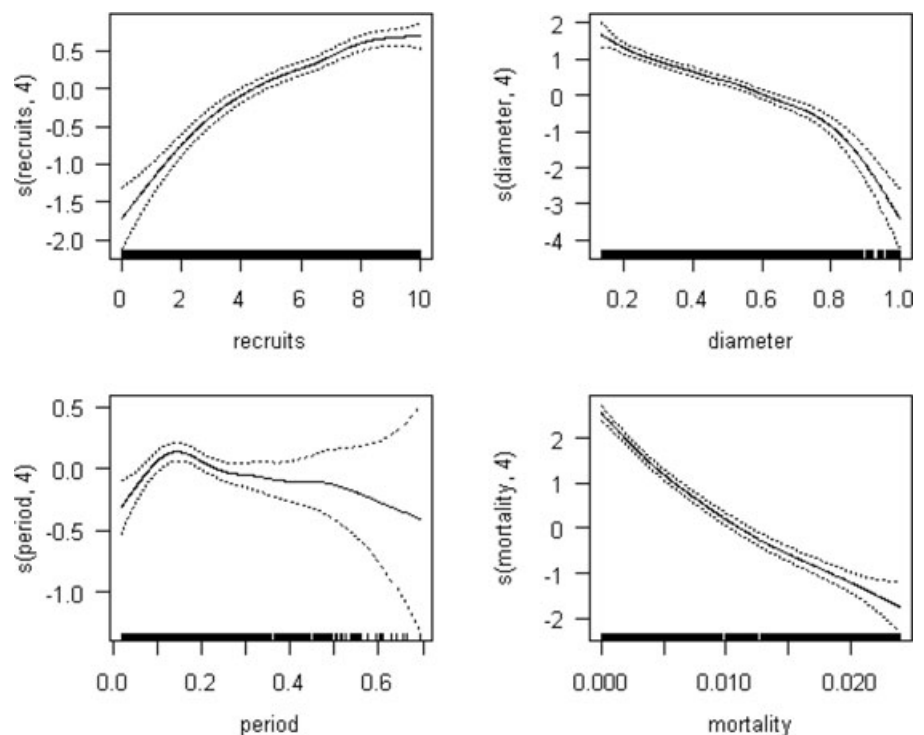 s(recruits, 4)
0.5
0.0
-0.5
-1.0
-1.5
-2.0
0 2 4 6 8 10
recruits
s(diameter, 4)
2
1
0
-1
-2
-3
-4
0.2 0.4 0.6 0.8 1.0
diameter
s(period, 4)
0.5
0.0
-0.5
-1.0
0.0 0.2 0.4 0.6
period
s(mortality, 4)
2
1
0
-1
-2
0.000 0.010 0.020
mortality